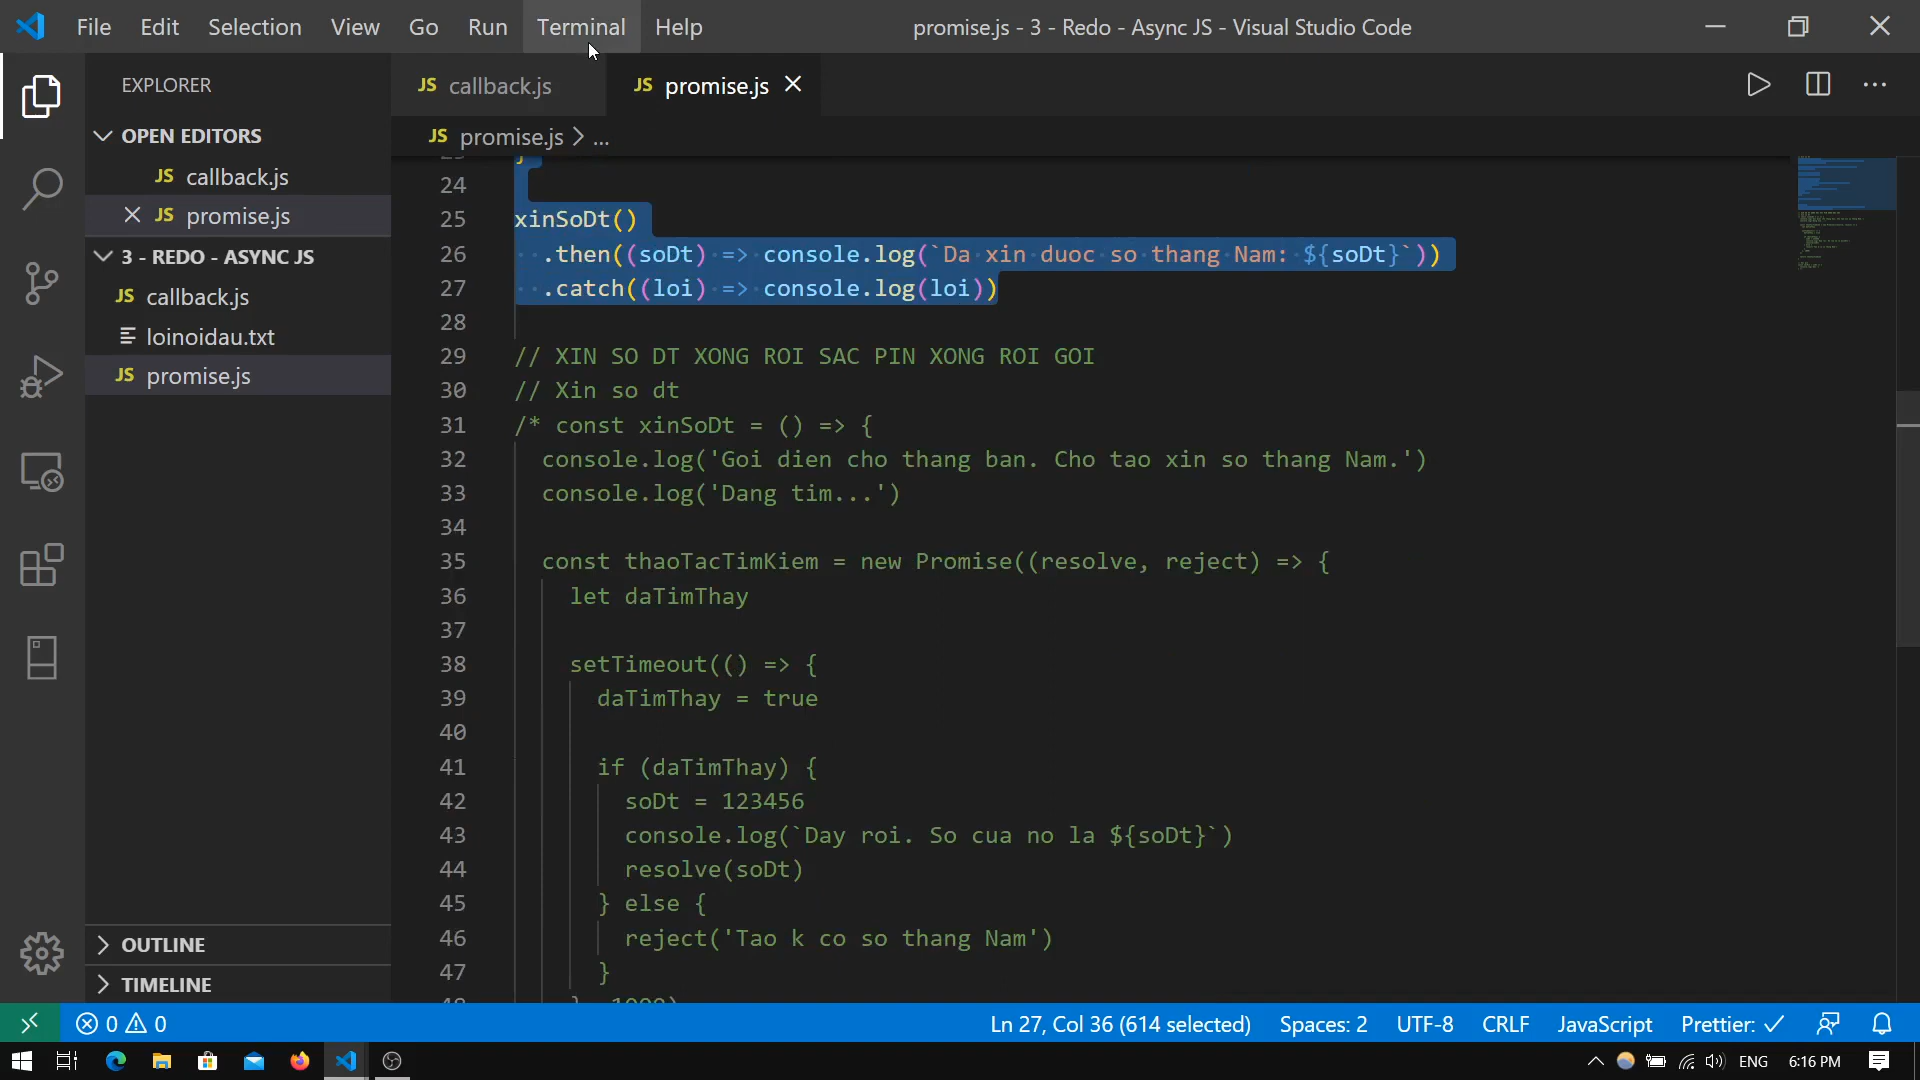 File Edit Selection View Go Run Terminal Help
promise.js - 3 - Redo - Async JS - Visual Studio Code
EXPLORER
OPEN EDITORS
JS callback.js
JS promise.js
3 - REDO - ASYNC JS
JS callback.js
loinoidau.txt
JS promise.js
OUTLINE
TIMELINE
JS callback.js
JS promise.js
JS promise.js > ...
24
25 xinSoDt()
26 ··.then((soDt)·=>·console.log(`Da·xin·duoc·so·thang·Nam:·${soDt}`))
27 ··.catch((loi)·=>·console.log(loi))
28
29 // XIN SO DT XONG ROI SAC PIN XONG ROI GOI
30 // Xin so dt
31 /* const xinSoDt = () => {
32 console.log('Goi dien cho thang ban. Cho tao xin so thang Nam.')
33 console.log('Dang tim...')
34
35 const thaoTacTimKiem = new Promise((resolve, reject) => {
36 let daTimThay
37
38 setTimeout(() => {
39 daTimThay = true
40
41 if (daTimThay) {
42 soDt = 123456
43 console.log(`Day roi. So cua no la ${soDt}`)
44 resolve(soDt)
45 } else {
46 reject('Tao k co so thang Nam')
47 }
0 0
Ln 27, Col 36 (614 selected) Spaces: 2 UTF-8 CRLF JavaScript Prettier: ✓
ENG 6:16 PM